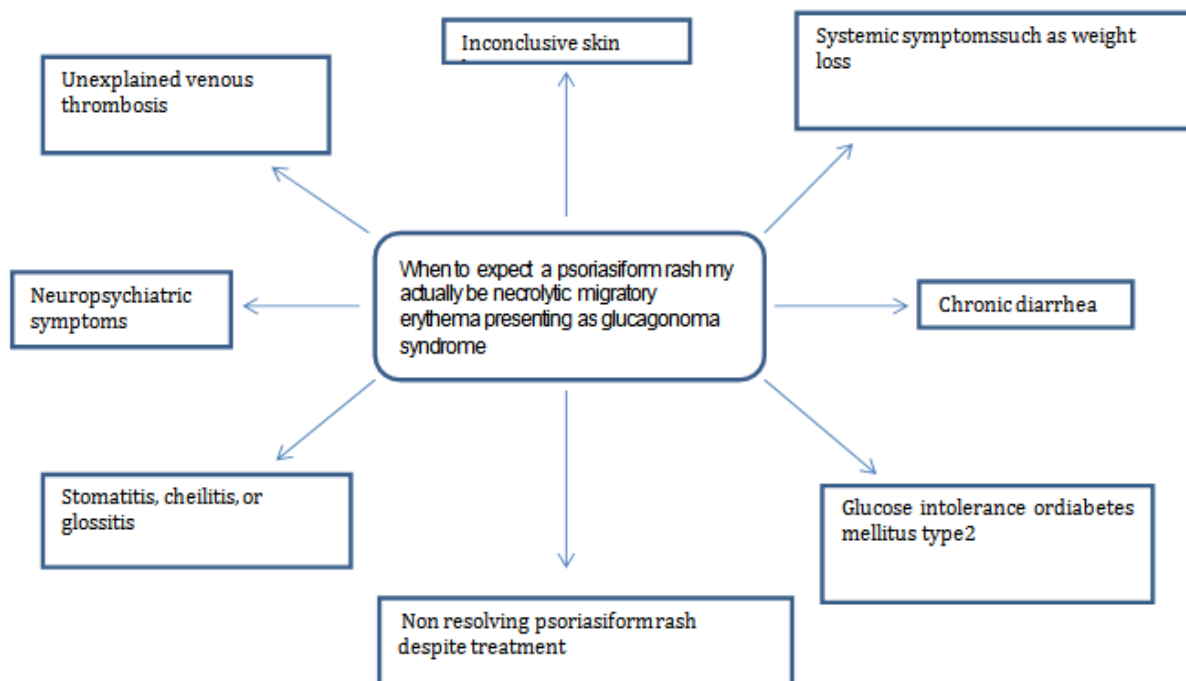 Inconclusive skin
Systemic symptomssuch as weight
loss
Unexplained venous
thrombosis
When to expect a psoriasiform rash my
actually be necrolytic migratory
erythema presenting as glucagonoma
syndrome
Neuropsychiatric
symptoms
Chronic diarrhea
Stomatitis, cheilitis, or
glossitis
Glucose intolerance ordiabetes
mellitus type2
Non resolving psoriasiform rash
despite treatment